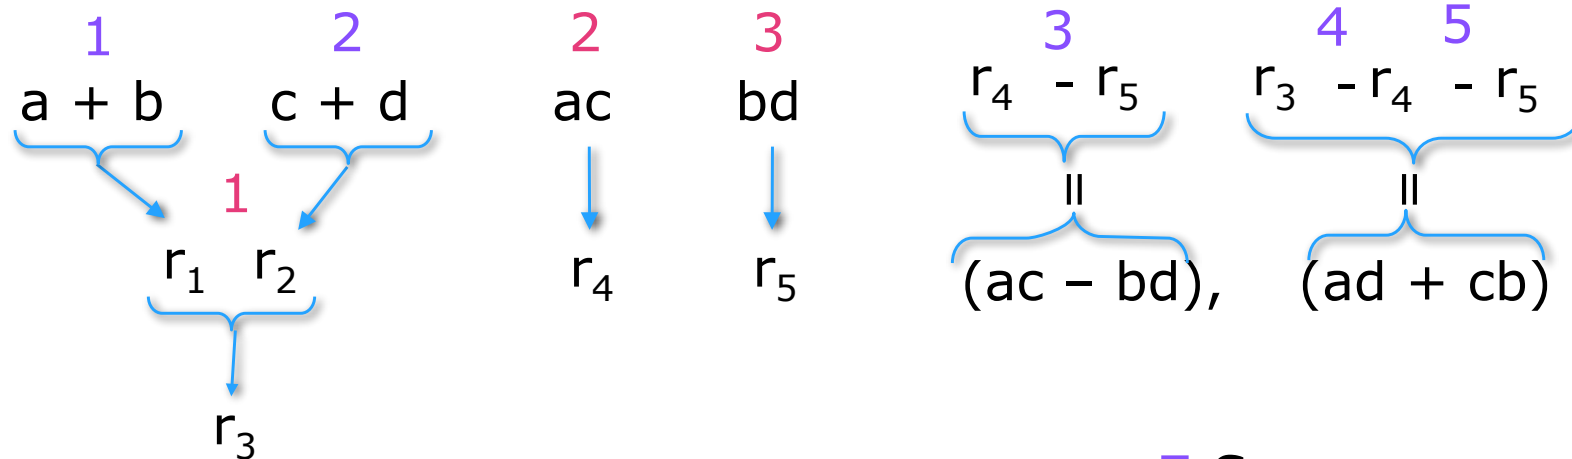 1 2 2 3 3 4 5
a + b c + d ac bd r₄ - r₅ r₃ - r₄ - r₅
1 = =
r₁ r₂ r₄ r₅ (ac – bd), (ad + cb)
r₃